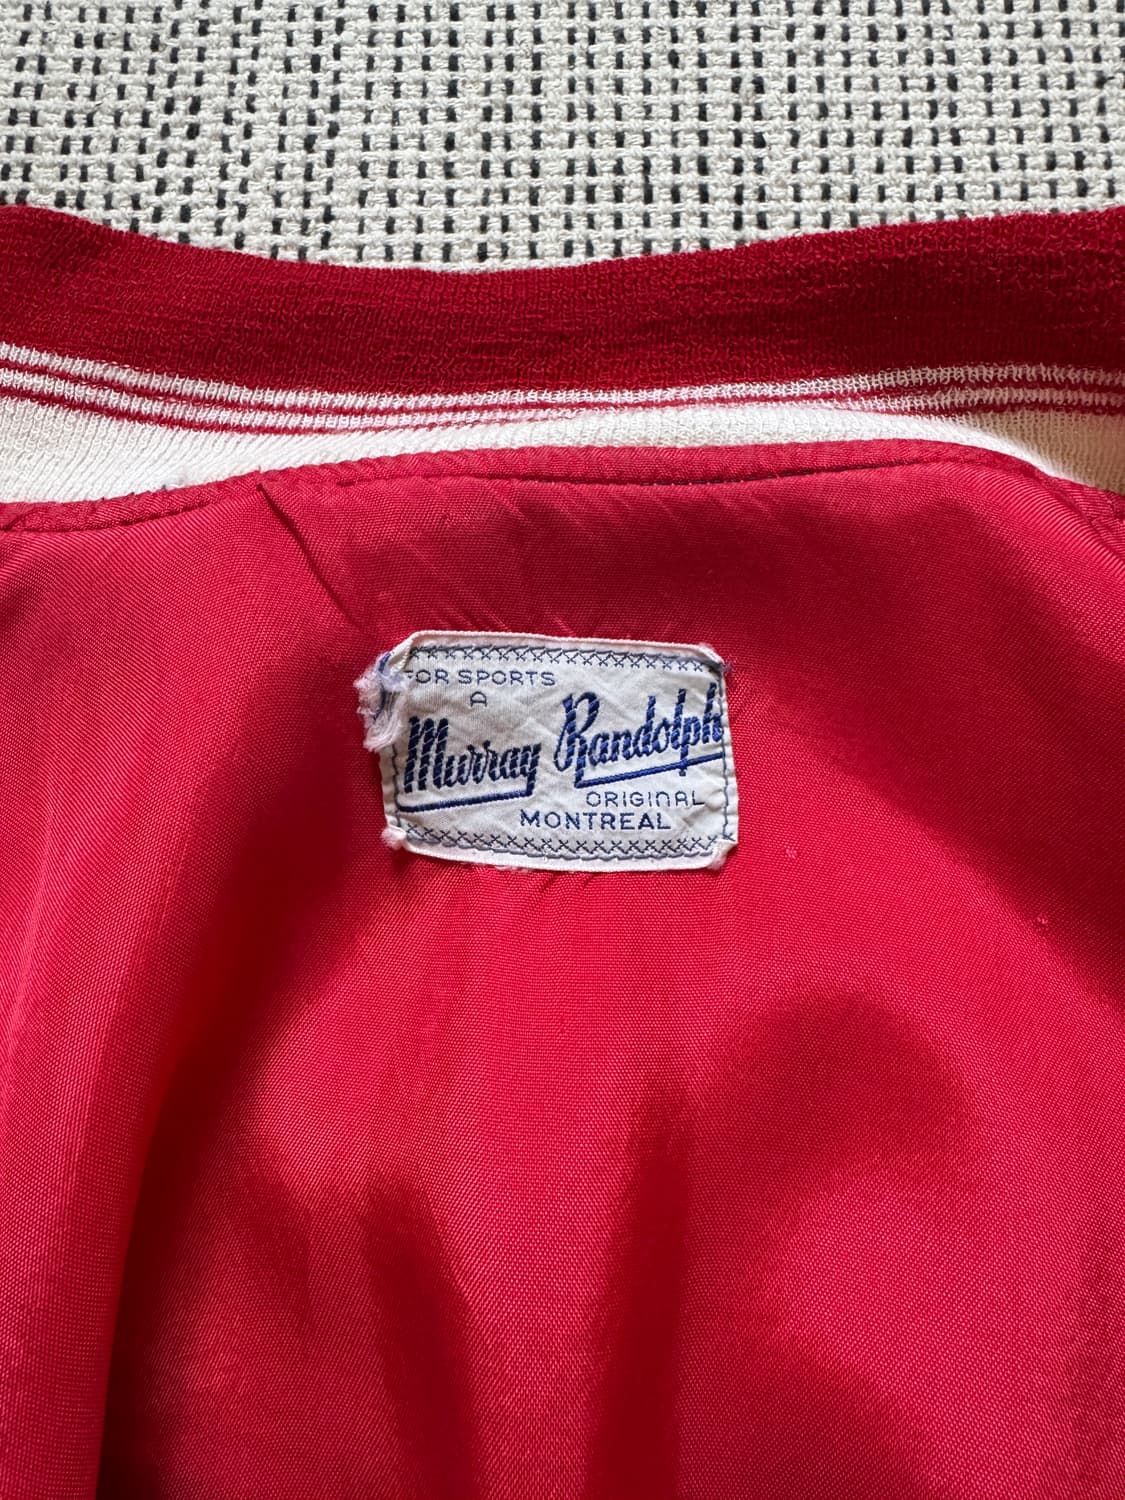 FOR SPORTS
A
Murray Randolph
ORIGINAL
MONTREAL